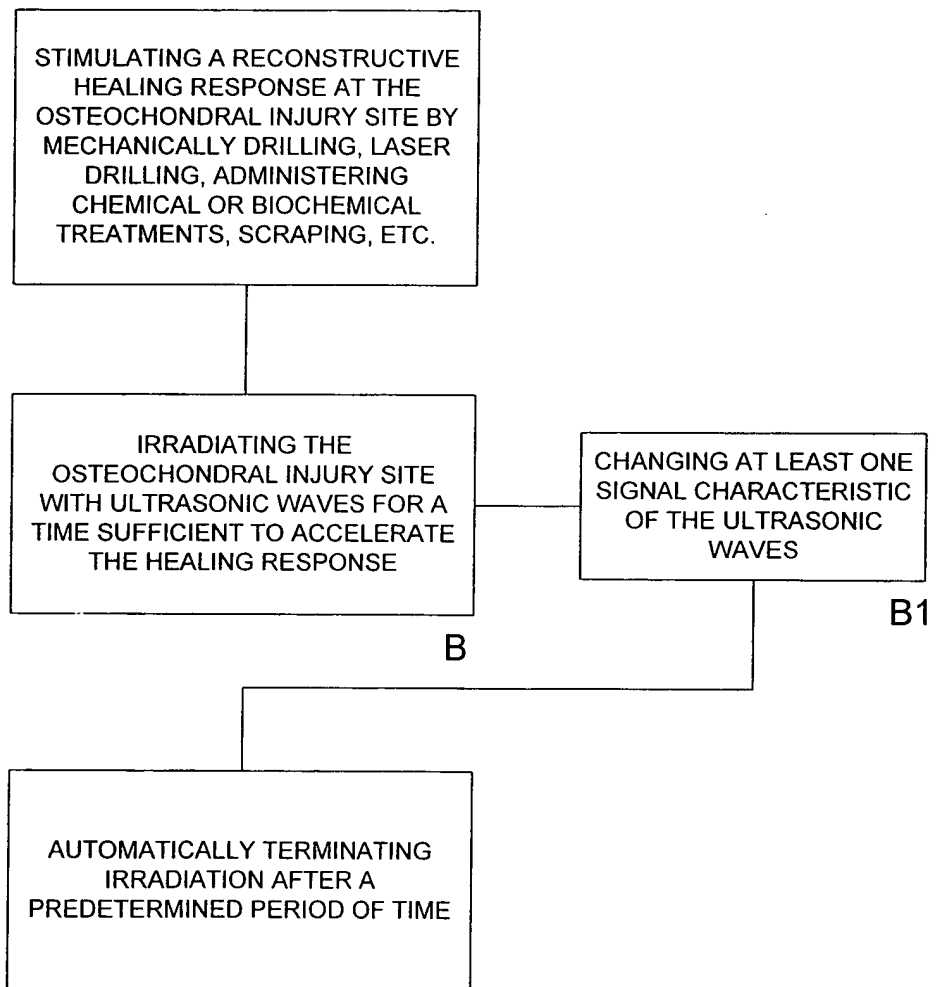 STIMULATING A RECONSTRUCTIVE
HEALING RESPONSE AT THE
OSTEOCHONDRAL INJURY SITE BY
MECHANICALLY DRILLING, LASER
DRILLING, ADMINISTERING
CHEMICAL OR BIOCHEMICAL
TREATMENTS, SCRAPING, ETC.
IRRADIATING THE
OSTEOCHONDRAL INJURY SITE
WITH ULTRASONIC WAVES FOR A
TIME SUFFICIENT TO ACCELERATE
THE HEALING RESPONSE
B
CHANGING AT LEAST ONE
SIGNAL CHARACTERISTIC
OF THE ULTRASONIC
WAVES
B1
AUTOMATICALLY TERMINATING
IRRADIATION AFTER A
PREDETERMINED PERIOD OF TIME